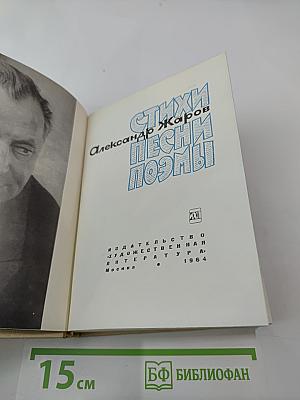 СТИХИ
Александр Жаров
ПЕСНИ
ПОЭМЫ
ИЗДАТЕЛЬСТВО
«ХУДОЖЕСТВЕННАЯ
ЛИТЕРАТУРА»
Москва • 1964
15 см
БФ БИБЛИОФАН